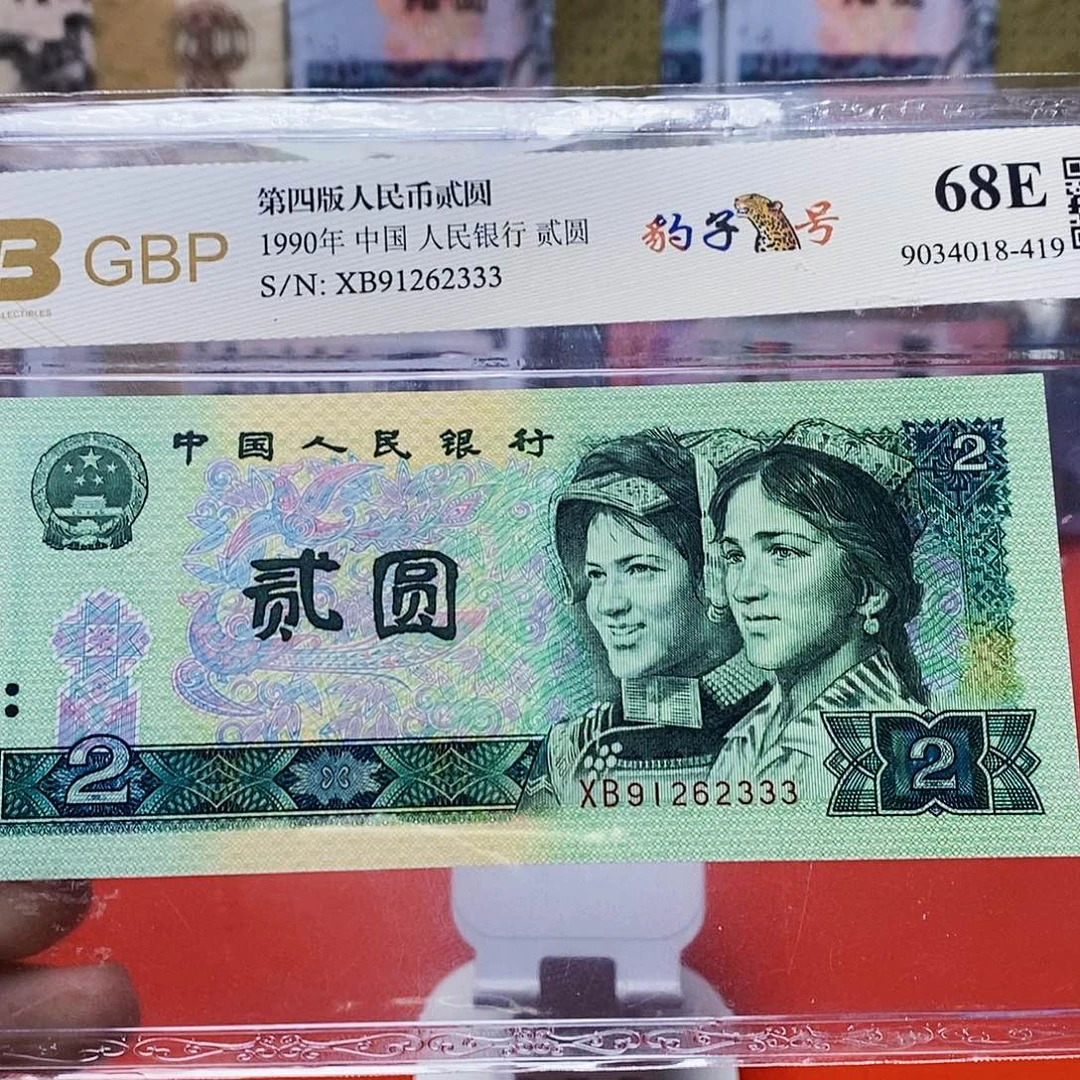 GBP
LECTIBLES
第四版人民币贰圆
1990年 中国 人民银行 贰圆
S/N: XB91262333
豹子号
68E
9034018-419
中国人民银行
2
贰圆
2
2
XB91262333